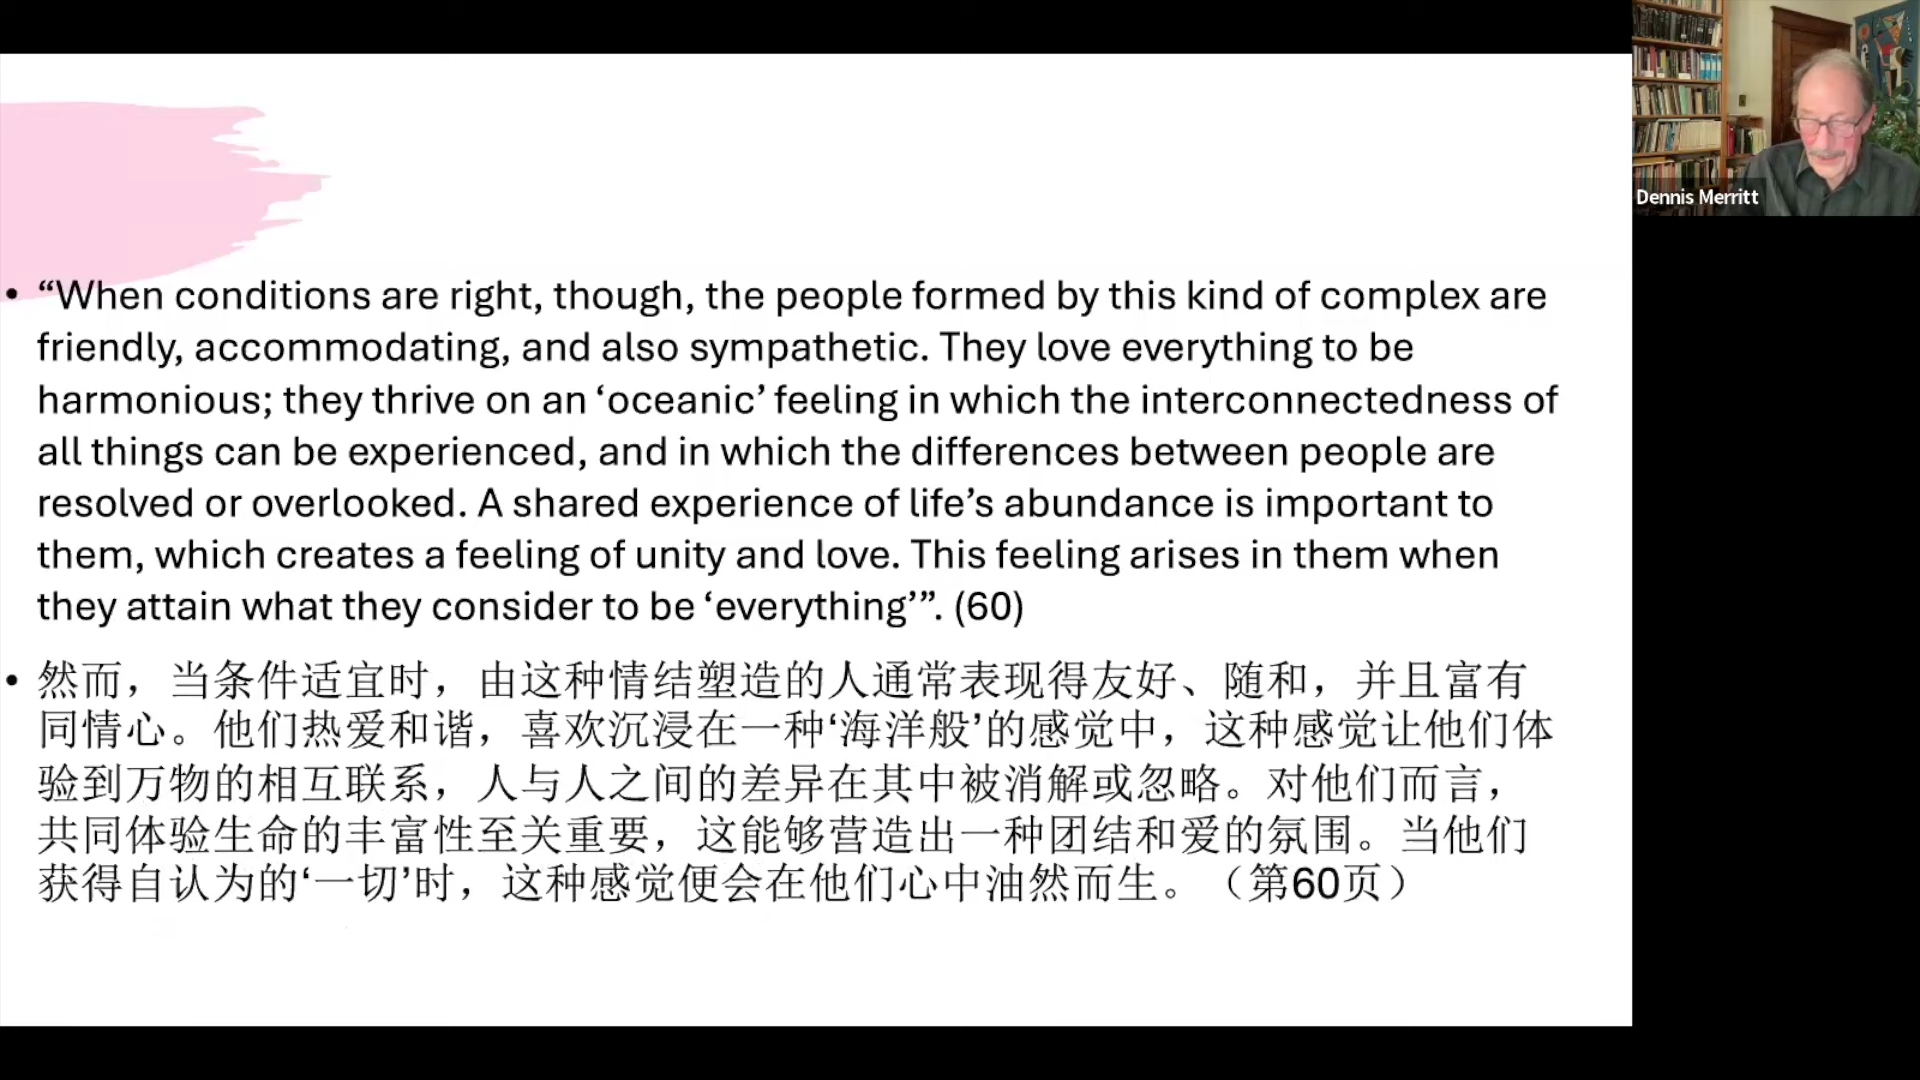 • “When conditions are right, though, the people formed by this kind of complex are
friendly, accommodating, and also sympathetic. They love everything to be
harmonious; they thrive on an ‘oceanic’ feeling in which the interconnectedness of
all things can be experienced, and in which the differences between people are
resolved or overlooked. A shared experience of life’s abundance is important to
them, which creates a feeling of unity and love. This feeling arises in them when
they attain what they consider to be ‘everything’”. (60)
• 然而，当条件适宜时，由这种情结塑造的人通常表现得友好、随和，并且富有
同情心。他们热爱和谐，喜欢沉浸在一种‘海洋般’的感觉中，这种感觉让他们体
验到万物的相互联系，人与人之间的差异在其中被消解或忽略。对他们而言，
共同体验生命的丰富性至关重要，这能够营造出一种团结和爱的氛围。当他们
获得自认为的‘一切’时，这种感觉便会在他们心中油然而生。（第60页）
Dennis Merritt